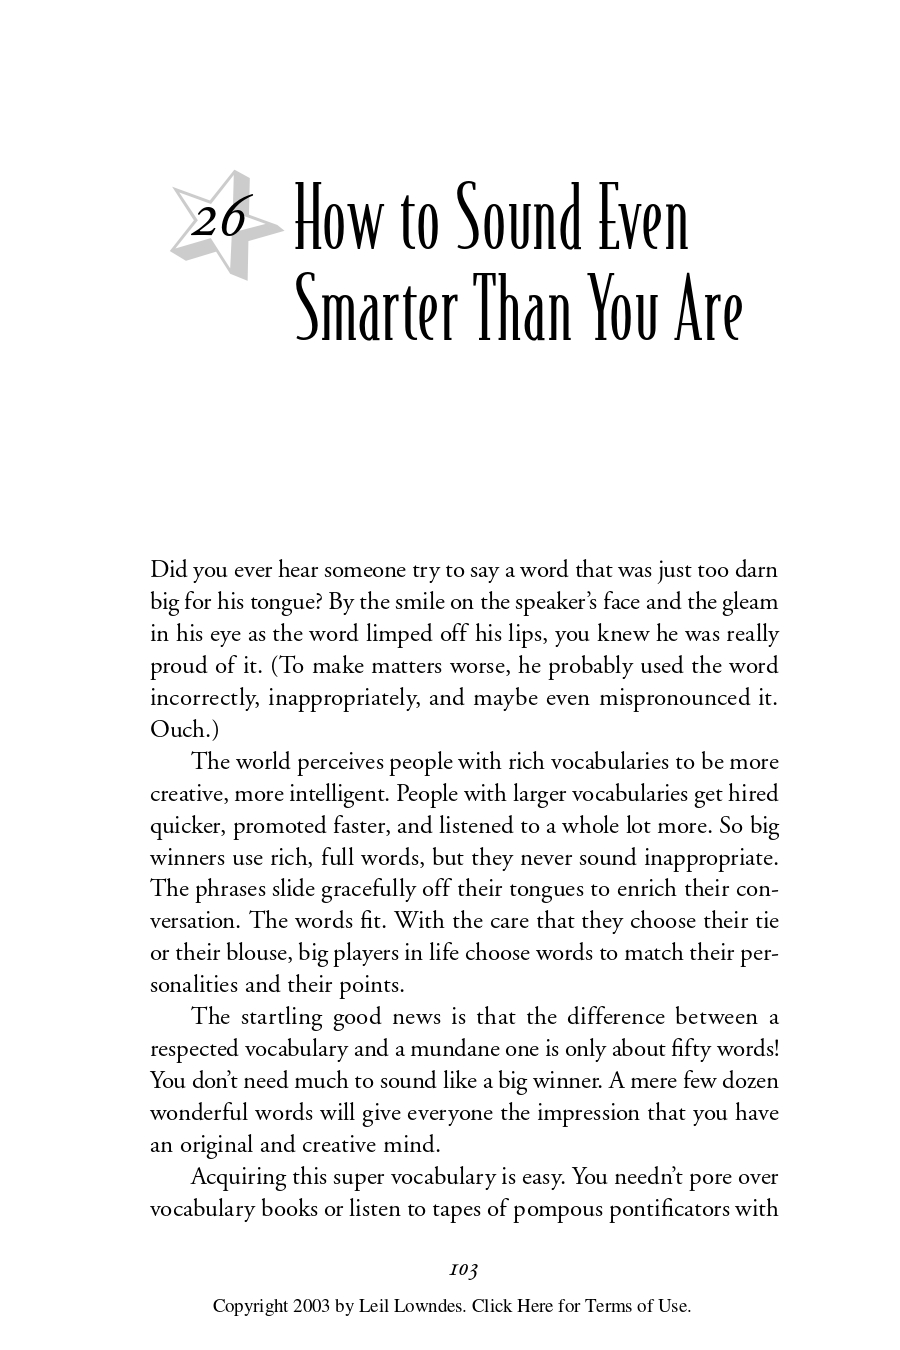 26 How to Sound Even
Smarter Than You Are
Did you ever hear someone try to say a word that was just too darn
big for his tongue? By the smile on the speaker’s face and the gleam
in his eye as the word limped off his lips, you knew he was really
proud of it. (To make matters worse, he probably used the word
incorrectly, inappropriately, and maybe even mispronounced it.
Ouch.)
The world perceives people with rich vocabularies to be more
creative, more intelligent. People with larger vocabularies get hired
quicker, promoted faster, and listened to a whole lot more. So big
winners use rich, full words, but they never sound inappropriate.
The phrases slide gracefully off their tongues to enrich their con-
versation. The words fit. With the care that they choose their tie
or their blouse, big players in life choose words to match their per-
sonalities and their points.
The startling good news is that the difference between a
respected vocabulary and a mundane one is only about fifty words!
You don’t need much to sound like a big winner. A mere few dozen
wonderful words will give everyone the impression that you have
an original and creative mind.
Acquiring this super vocabulary is easy. You needn’t pore over
vocabulary books or listen to tapes of pompous pontificators with
103
Copyright 2003 by Leil Lowndes. Click Here for Terms of Use.